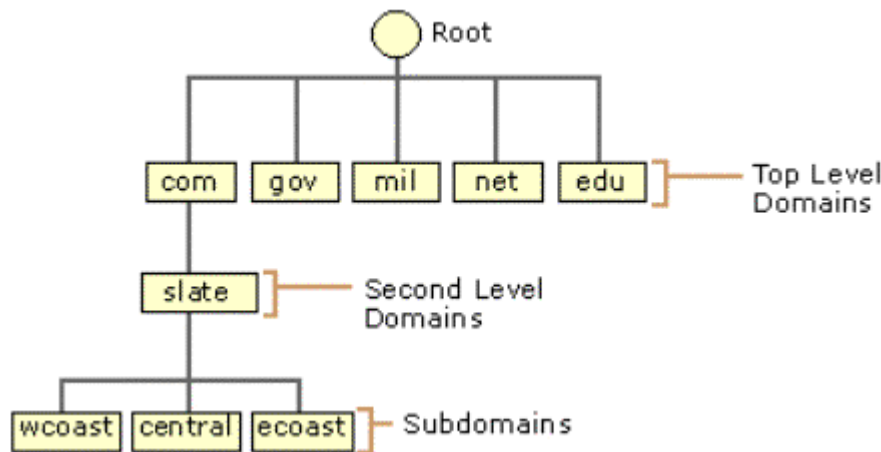 Root
com gov mil net edu
Top Level
Domains
slate
Second Level
Domains
wcoast central ecoast
Subdomains